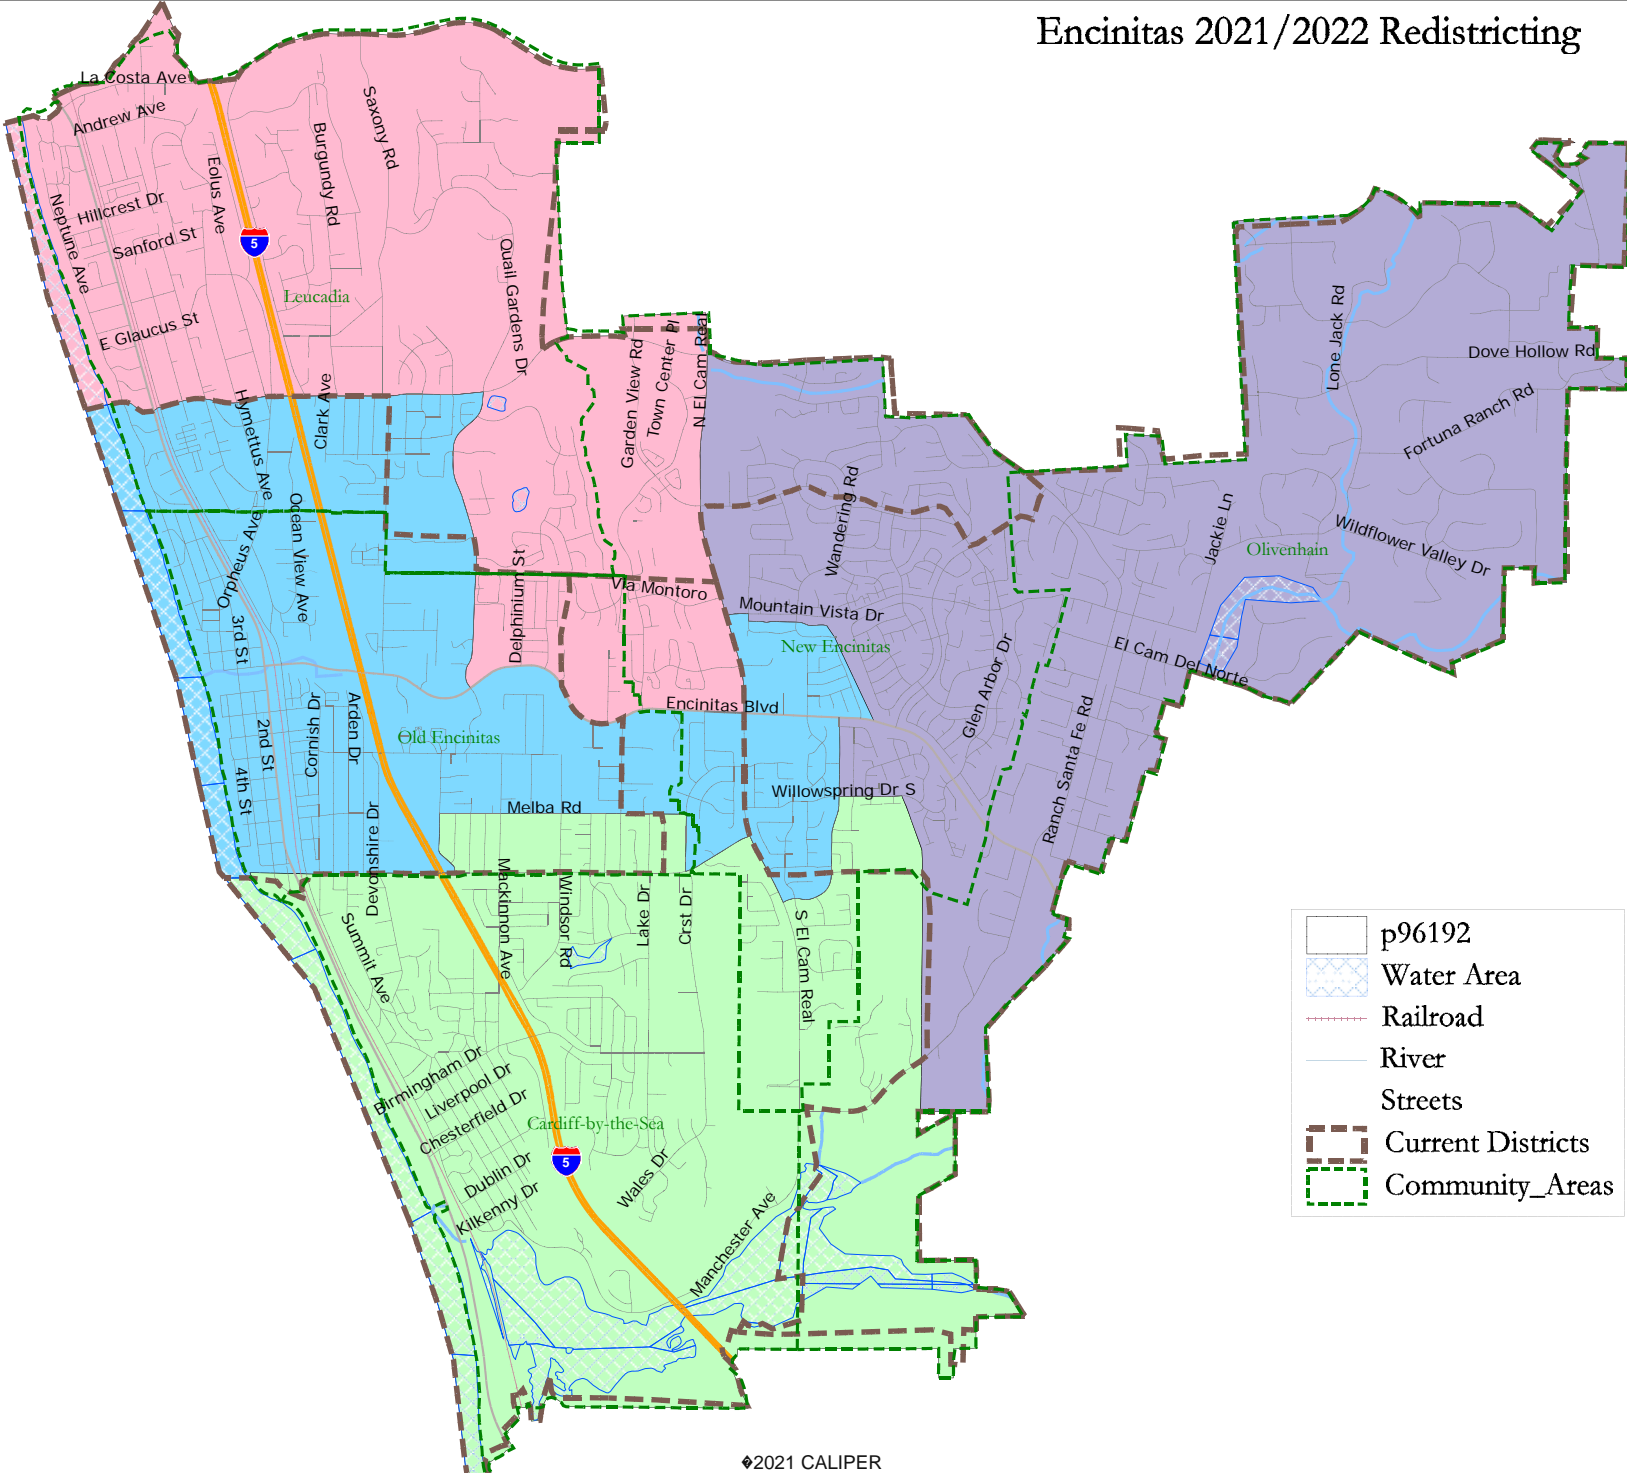 Encinitas 2021/2022 Redistricting
La Costa Ave
Andrew Ave
Saxony Rd
Burgundy Rd
Eolus Ave
Neptune Ave
Hillcrest Dr
Sanford St
5
Quail Gardens Dr
Leucadia
E Glaucus St
Lone Jack Rd
Garden View Rd
Town Center Pl
N El Cam Real
Dove Hollow Rd
Hymettus Ave
Clark Ave
Fortuna Ranch Rd
Wandering Rd
Orpheus Ave
Ocean View Ave
Jackie Ln
Wildflower Valley Dr
Olivenhain
Delphinium St
Via Montoro
Mountain Vista Dr
3rd St
New Encinitas
Glen Arbor Dr
El Cam Del Norte
Encinitas Blvd
Cornish Dr
Arden Dr
2nd St
Old Encinitas
Ranch Santa Fe Rd
4th St
Willowspring Dr S
Melba Rd
Devonshire Dr
Mackinnon Ave
Windsor Rd
Lake Dr
Crst Dr
Summit Ave
S El Cam Real
p96192
Water Area
Railroad
River
Streets
Current Districts
Community_Areas
Birmingham Dr
Liverpool Dr
Chesterfield Dr
Cardiff-by-the-Sea
5
Dublin Dr
Kilkenny Dr
Wales Dr
Manchester Ave
�2021 CALIPER